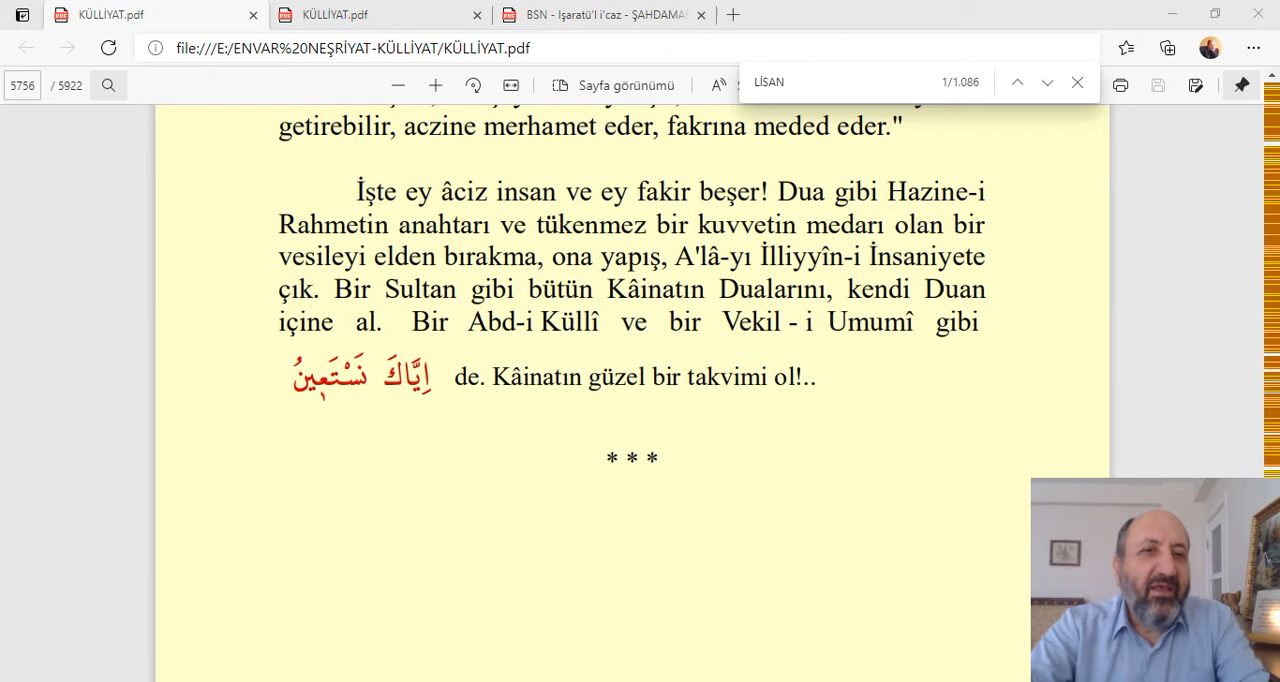 KÜLLİYAT.pdf
KÜLLİYAT.pdf
BSN - Işaratü'l i'caz - ŞAHDAMA
file:///E:/ENVAR%20NEŞRİYAT-KÜLLİYAT/KÜLLİYAT.pdf
5756 / 5922
Sayfa görünümü
LİSAN 1/1.086
getirebilir, aczine merhamet eder, fakrına meded eder."
İşte ey âciz insan ve ey fakir beşer! Dua gibi Hazine-i
Rahmetin anahtarı ve tükenmez bir kuvvetin medarı olan bir
vesileyi elden bırakma, ona yapış, A'lâ-yı İlliyyîn-i İnsaniyete
çık. Bir Sultan gibi bütün Kâinatın Dualarını, kendi Duan
içine al. Bir Abd-i Küllî ve bir Vekil - i Umumî gibi
اِيَّاكَ نَسْتَعِينُ de. Kâinatın güzel bir takvimi ol!..
* * *